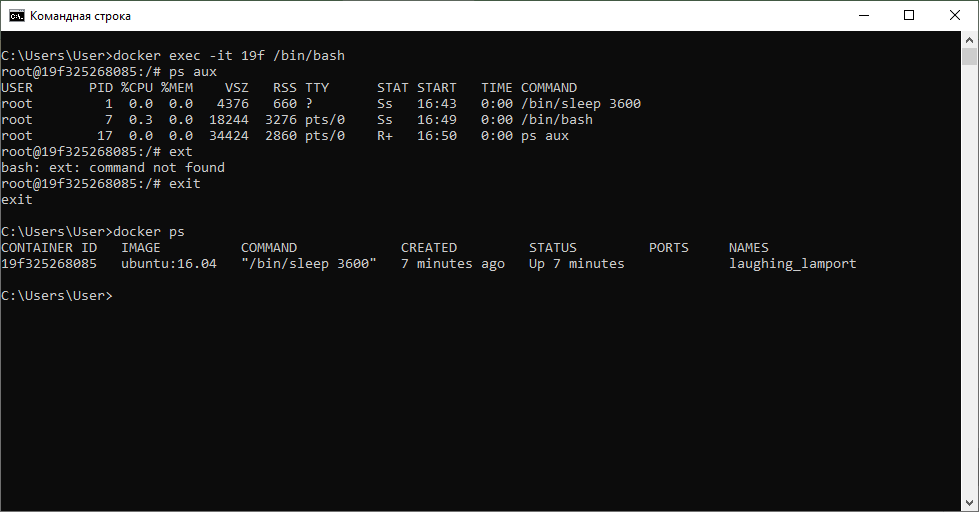 Командная строка
C:\Users\User>docker exec -it 19f /bin/bash
root@19f325268085:/# ps aux
USER       PID %CPU %MEM    VSZ   RSS TTY      STAT START   TIME COMMAND
root         1  0.0  0.0   4376   660 ?        Ss   16:43   0:00 /bin/sleep 3600
root         7  0.3  0.0  18244  3276 pts/0    Ss   16:49   0:00 /bin/bash
root        17  0.0  0.0  34424  2860 pts/0    R+   16:50   0:00 ps aux
root@19f325268085:/# ext
bash: ext: command not found
root@19f325268085:/# exit
exit
C:\Users\User>docker ps
CONTAINER ID   IMAGE          COMMAND             CREATED         STATUS         PORTS     NAMES
19f325268085   ubuntu:16.04   "/bin/sleep 3600"   7 minutes ago   Up 7 minutes             laughing_lamport
C:\Users\User>